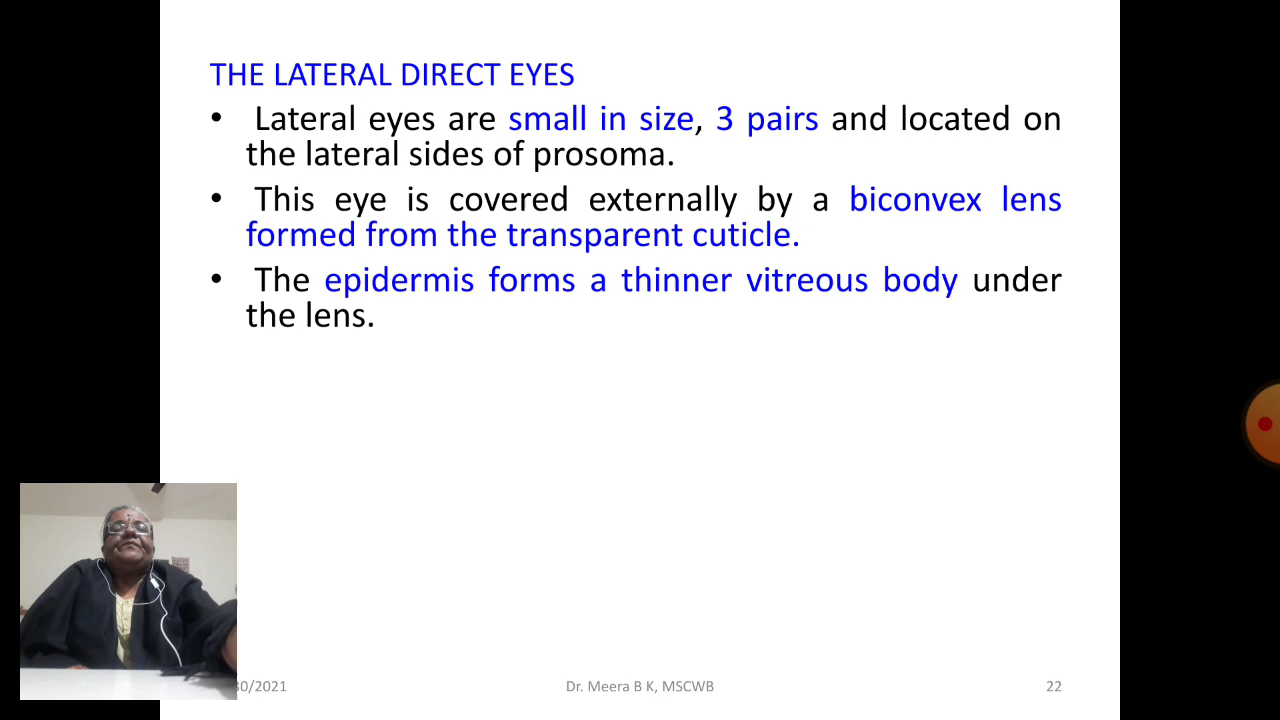 THE LATERAL DIRECT EYES
• Lateral eyes are small in size, 3 pairs and located on
the lateral sides of prosoma.
• This eye is covered externally by a biconvex lens
formed from the transparent cuticle.
• The epidermis forms a thinner vitreous body under
the lens.
30/2021 Dr. Meera B K, MSCWB 22